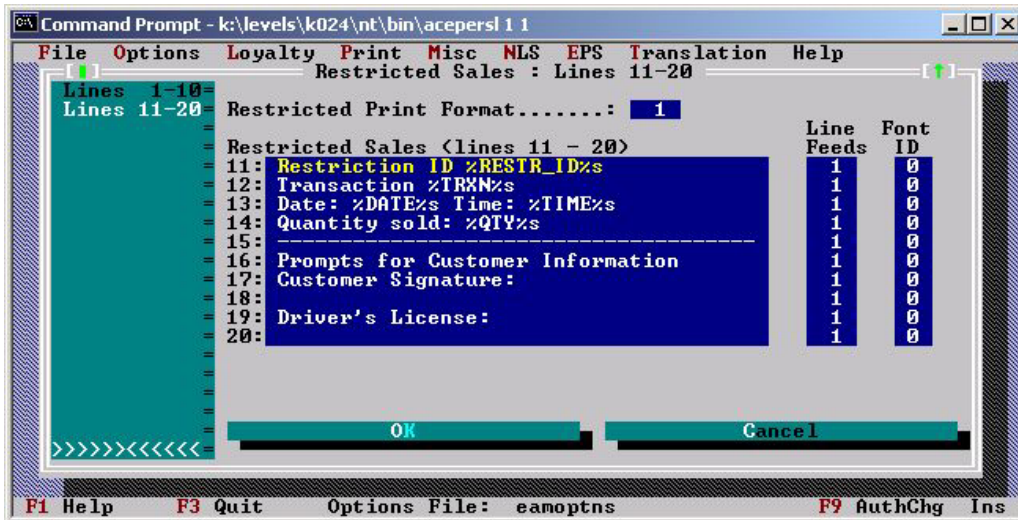 Command Prompt - k:\levels\k024\nt\bin\acepersl 1 1
File Options Loyalty Print Misc NLS EPS Translation Help
[▮] Restricted Sales : Lines 11-20 [↑]
Lines 1-10=
Lines 11-20= Restricted Print Format.......: 1
Line Font
Restricted Sales (lines 11 - 20) Feeds ID
11: Restriction ID %RESTR_ID%s 1 0
12: Transaction %TRXN%s 1 0
13: Date: %DATE%s Time: %TIME%s 1 0
14: Quantity sold: %QTY%s 1 0
15: ---------------------------------------- 1 0
16: Prompts for Customer Information 1 0
17: Customer Signature: 1 0
18: 1 0
19: Driver's License: 1 0
20: 1 0
OK Cancel
>>>>>><<<<<<=
F1 Help F3 Quit Options File: eamoptns F9 AuthChg Ins